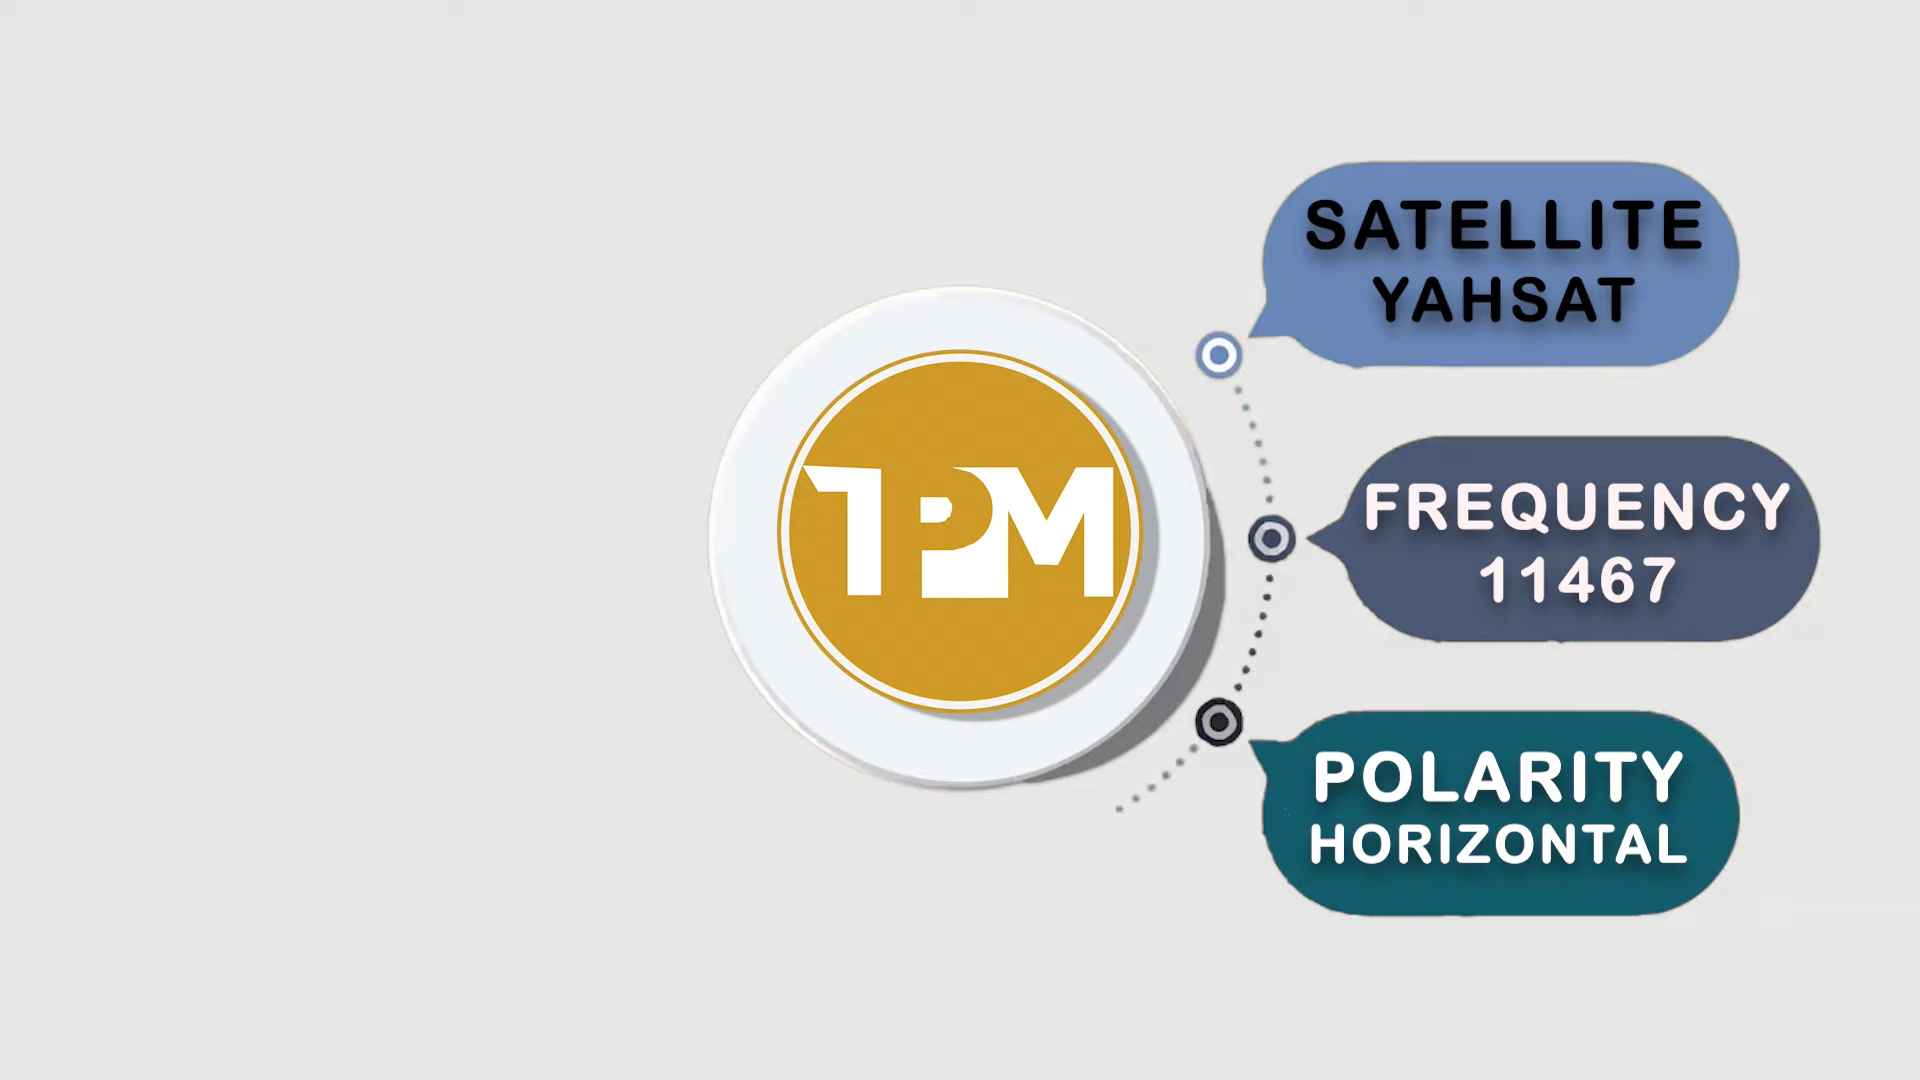 TPM
SATELLITE
YAHSAT
FREQUENCY
11467
POLARITY
HORIZONTAL